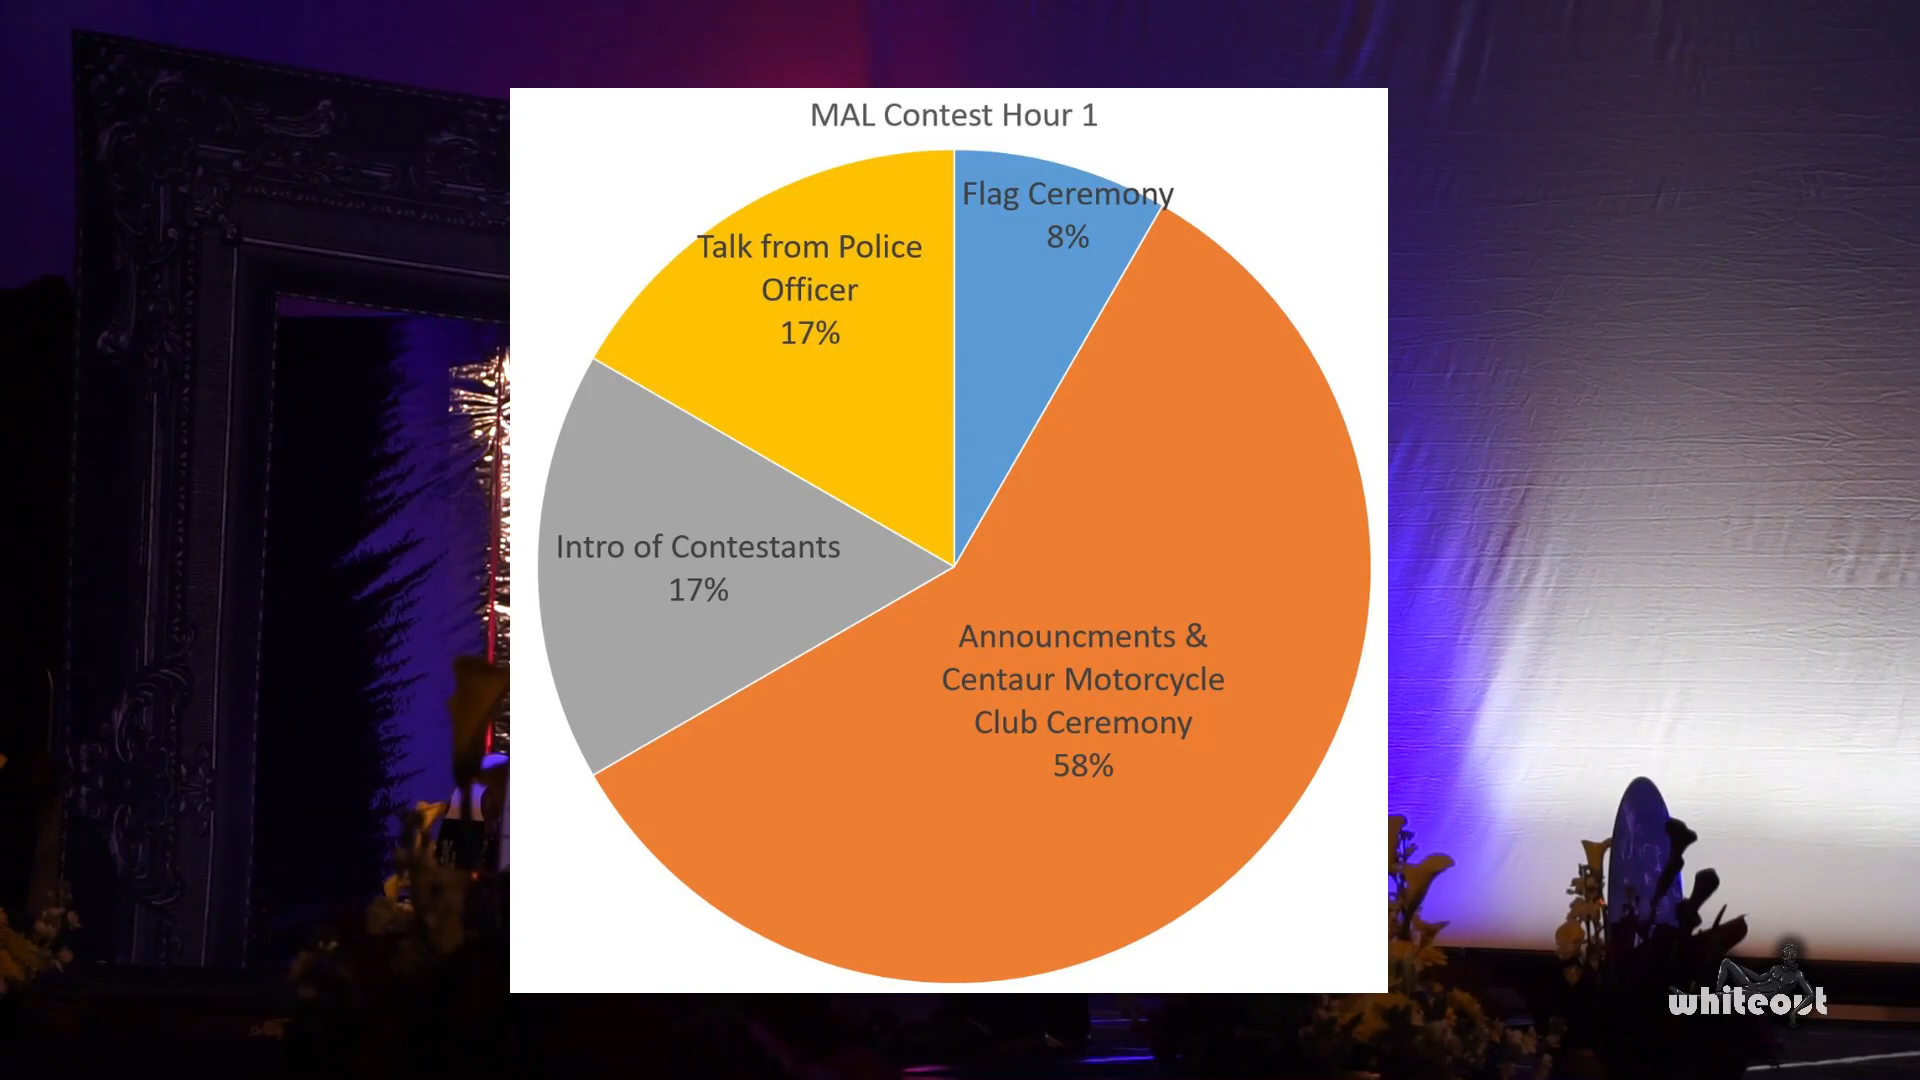 MAL Contest Hour 1
Flag Ceremony
8%
Talk from Police
Officer
17%
Intro of Contestants
17%
Announcments &
Centaur Motorcycle
Club Ceremony
58%
whiteout